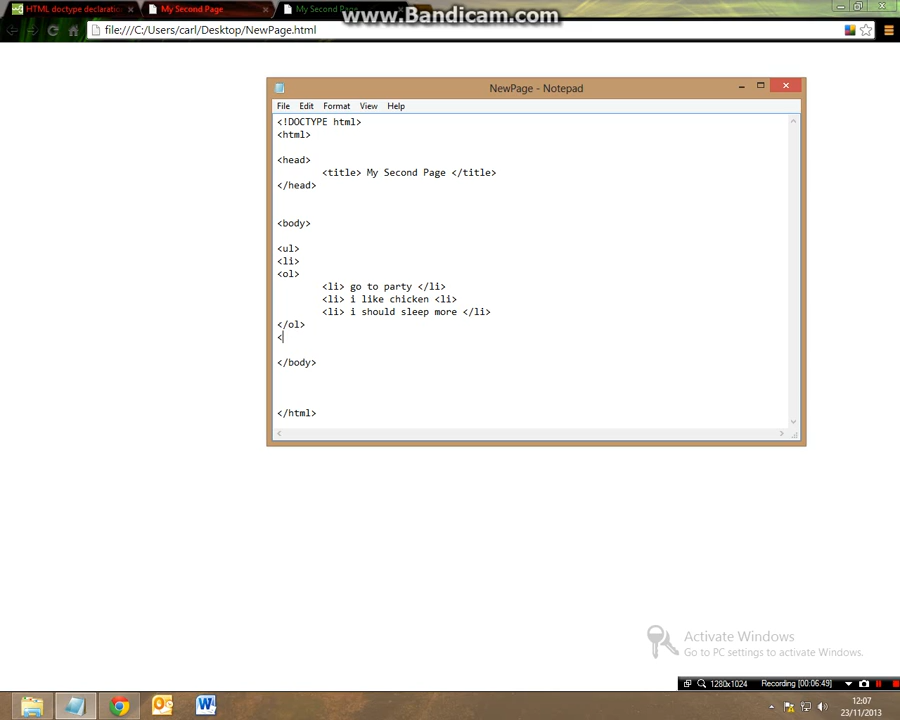 HTML doctype declaratio
My Second Page
My Second Page
www.Bandicam.com
file:///C:/Users/carl/Desktop/NewPage.html
NewPage - Notepad
File Edit Format View Help
<!DOCTYPE html>
<html>
<head>
<title> My Second Page </title>
</head>
<body>
<ul>
<li>
<ol>
<li> go to party </li>
<li> i like chicken <li>
<li> i should sleep more </li>
</ol>
<
</body>
</html>
Activate Windows
Go to PC settings to activate Windows.
1280x1024 Recording [00:06:49]
12:07
23/11/2013